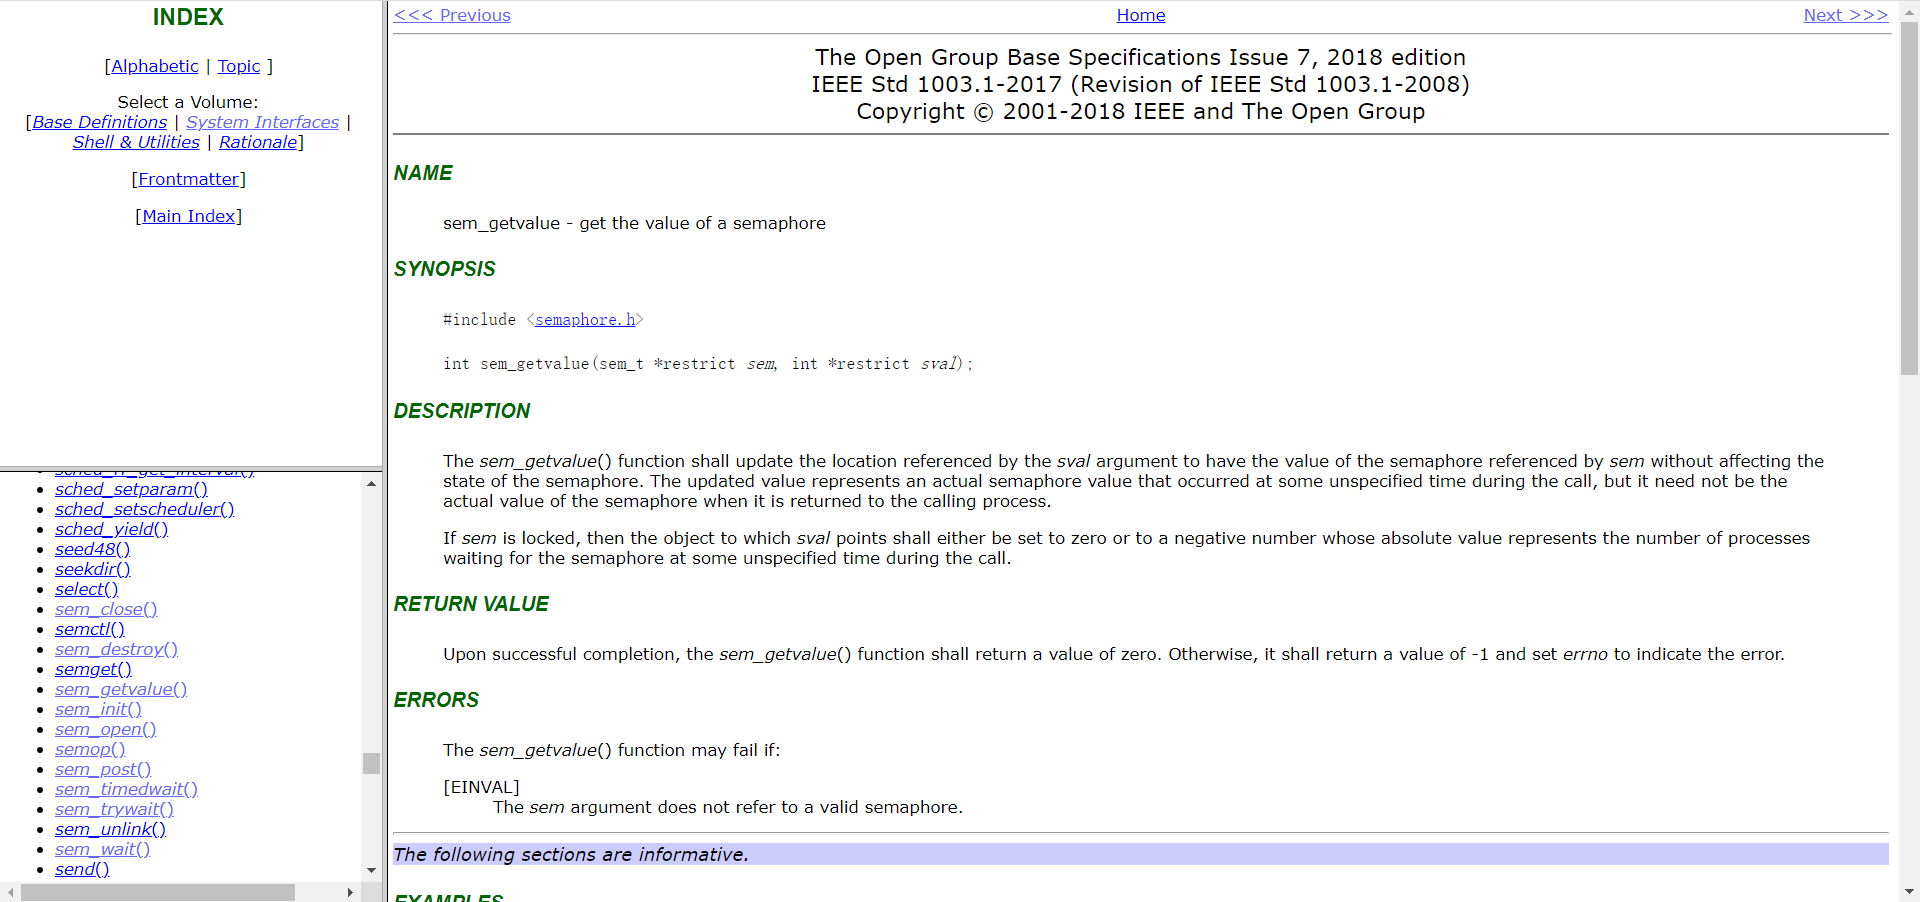 INDEX
[Alphabetic | Topic ]
Select a Volume:
[Base Definitions | System Interfaces |
Shell & Utilities | Rationale]
[Frontmatter]
[Main Index]
sched_rr_get_interval()
sched_setparam()
sched_setscheduler()
sched_yield()
seed48()
seekdir()
select()
sem_close()
semctl()
sem_destroy()
semget()
sem_getvalue()
sem_init()
sem_open()
semop()
sem_post()
sem_timedwait()
sem_trywait()
sem_unlink()
sem_wait()
send()
<<< Previous
Home
Next >>>
The Open Group Base Specifications Issue 7, 2018 edition
IEEE Std 1003.1-2017 (Revision of IEEE Std 1003.1-2008)
Copyright © 2001-2018 IEEE and The Open Group
NAME
sem_getvalue - get the value of a semaphore
SYNOPSIS
#include <semaphore.h>
int sem_getvalue(sem_t *restrict sem, int *restrict sval);
DESCRIPTION
The sem_getvalue() function shall update the location referenced by the sval argument to have the value of the semaphore referenced by sem without affecting the
state of the semaphore. The updated value represents an actual semaphore value that occurred at some unspecified time during the call, but it need not be the
actual value of the semaphore when it is returned to the calling process.
If sem is locked, then the object to which sval points shall either be set to zero or to a negative number whose absolute value represents the number of processes
waiting for the semaphore at some unspecified time during the call.
RETURN VALUE
Upon successful completion, the sem_getvalue() function shall return a value of zero. Otherwise, it shall return a value of -1 and set errno to indicate the error.
ERRORS
The sem_getvalue() function may fail if:
[EINVAL]
The sem argument does not refer to a valid semaphore.
The following sections are informative.
EXAMPLES